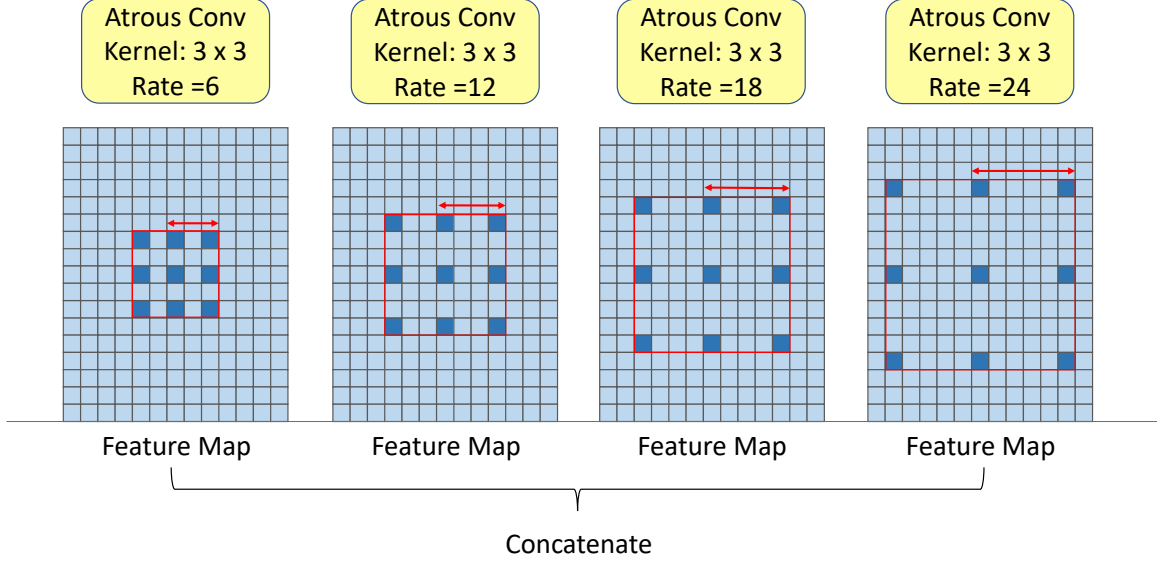 Atrous Conv
Kernel: 3 x 3
Rate =6
Atrous Conv
Kernel: 3 x 3
Rate =12
Atrous Conv
Kernel: 3 x 3
Rate =18
Atrous Conv
Kernel: 3 x 3
Rate =24
Feature Map
Feature Map
Feature Map
Feature Map
Concatenate